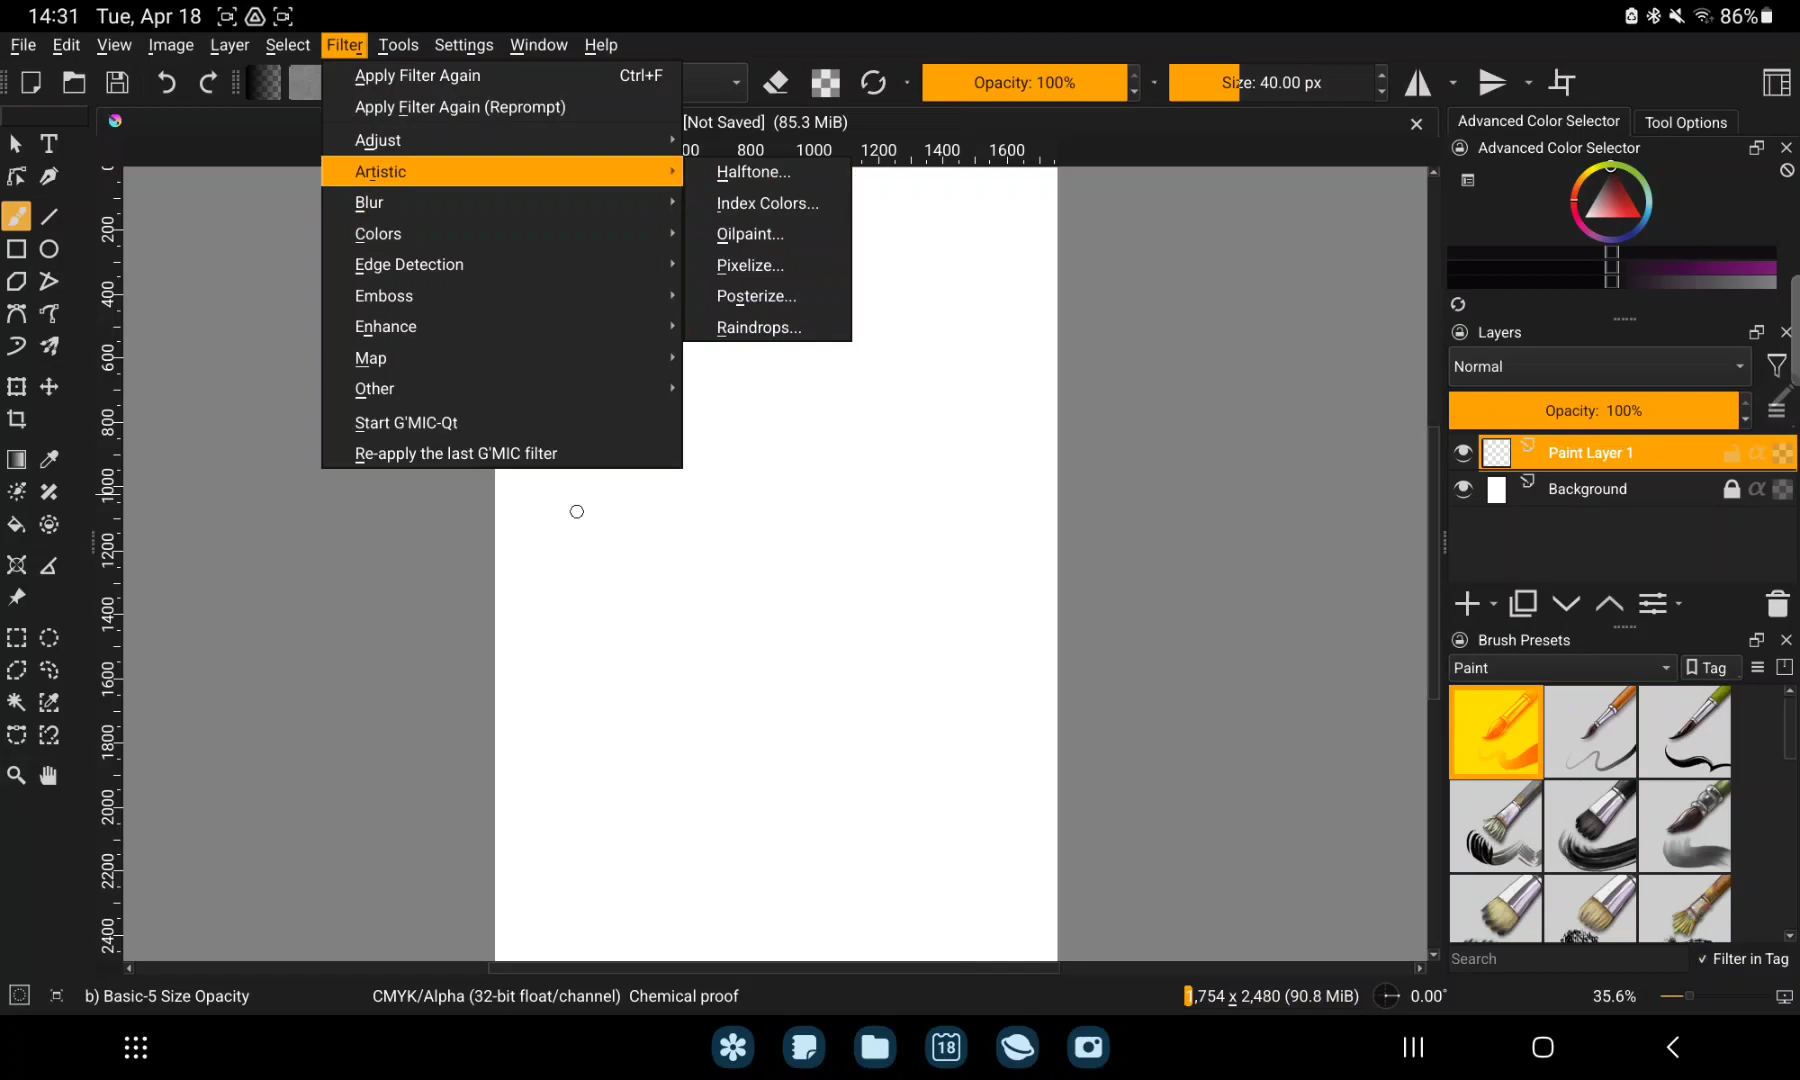 14:31 Tue, Apr 18
86%
File Edit View Image Layer Select Filter Tools Settings Window Help
Apply Filter Again Ctrl+F
Apply Filter Again (Reprompt)
Adjust
Artistic
Blur
Colors
Edge Detection
Emboss
Enhance
Map
Other
Start G'MIC-Qt
Re-apply the last G'MIC filter
Halftone...
Index Colors...
Oilpaint...
Pixelize...
Posterize...
Raindrops...
Opacity: 100%
Size: 40.00 px
[Not Saved] (85.3 MiB)
00 800 1000 1200 1400 1600
0
200
400
600
800
1000
1200
1400
1600
1800
2000
2200
2400
Advanced Color Selector Tool Options
Advanced Color Selector
Layers
Normal
Opacity: 100%
Paint Layer 1
Background
Brush Presets
Paint Tag
Search Filter in Tag
b) Basic-5 Size Opacity CMYK/Alpha (32-bit float/channel) Chemical proof 1,754 x 2,480 (90.8 MiB) 0.00° 35.6%
18